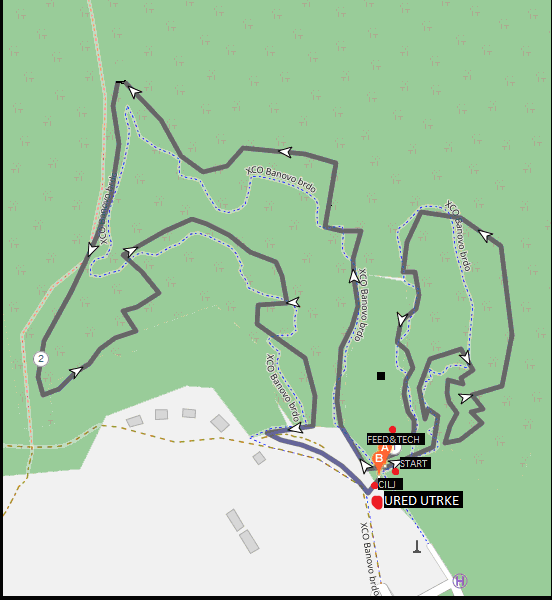 XCO Banovo brdo
XCO Banovo brdo
XCO Banovo brdo
XCO Banovo brdo
2
XCO Banovo brdo
FEED&TECH
A
B
START
CILJ
URED UTRKE
XCO Banovo brdo
H